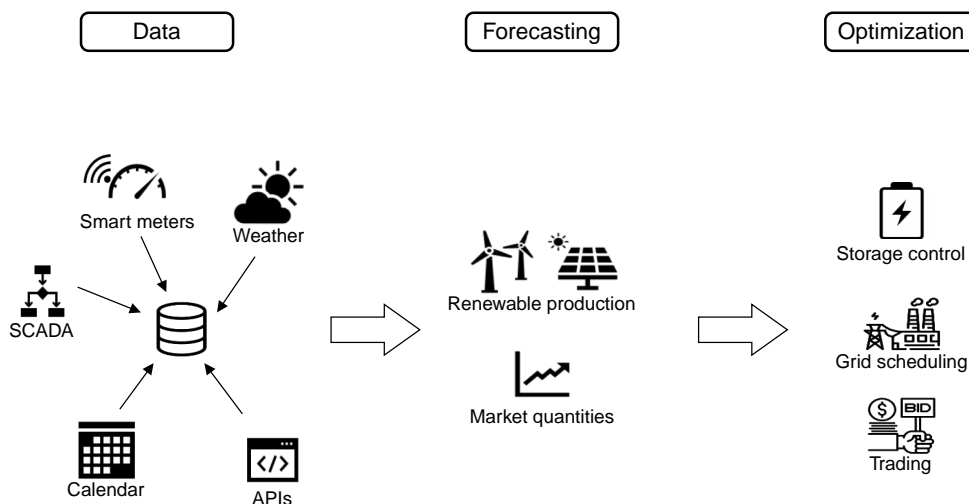 Data
Forecasting
Optimization
Smart meters
Weather
SCADA
Calendar
</>
APIs
Renewable production
Market quantities
Storage control
Grid scheduling
$
BID
Trading